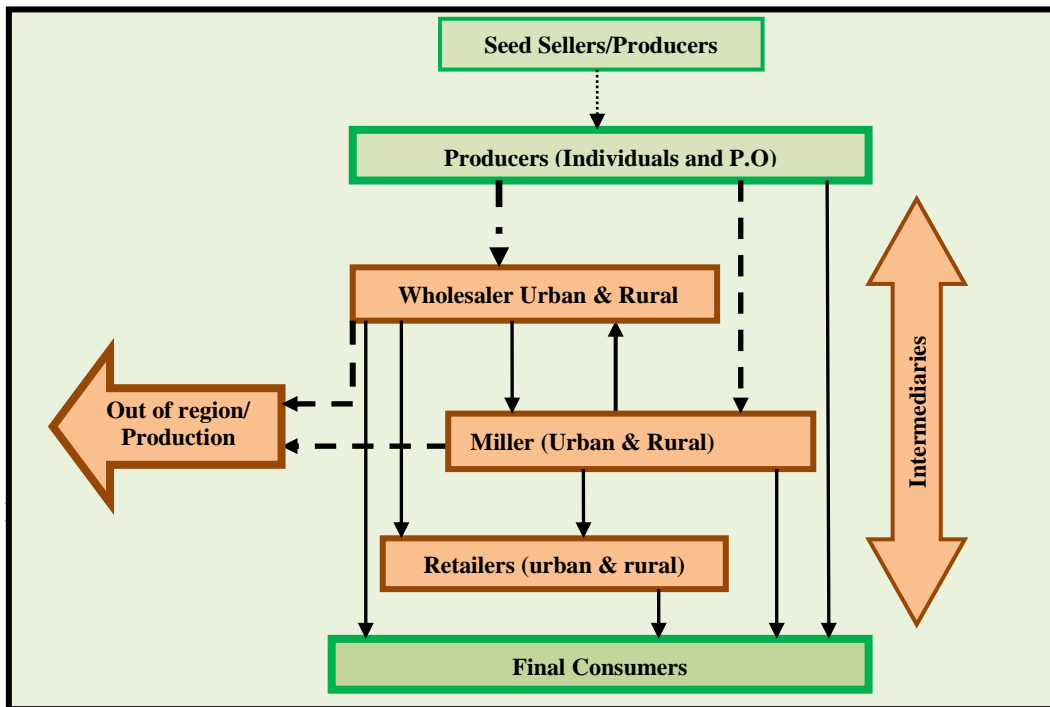 Seed Sellers/Producers
Producers (Individuals and P.O)
Wholesaler Urban & Rural
Out of region/
Production
Miller (Urban & Rural)
Intermediaries
Retailers (urban & rural)
Final Consumers